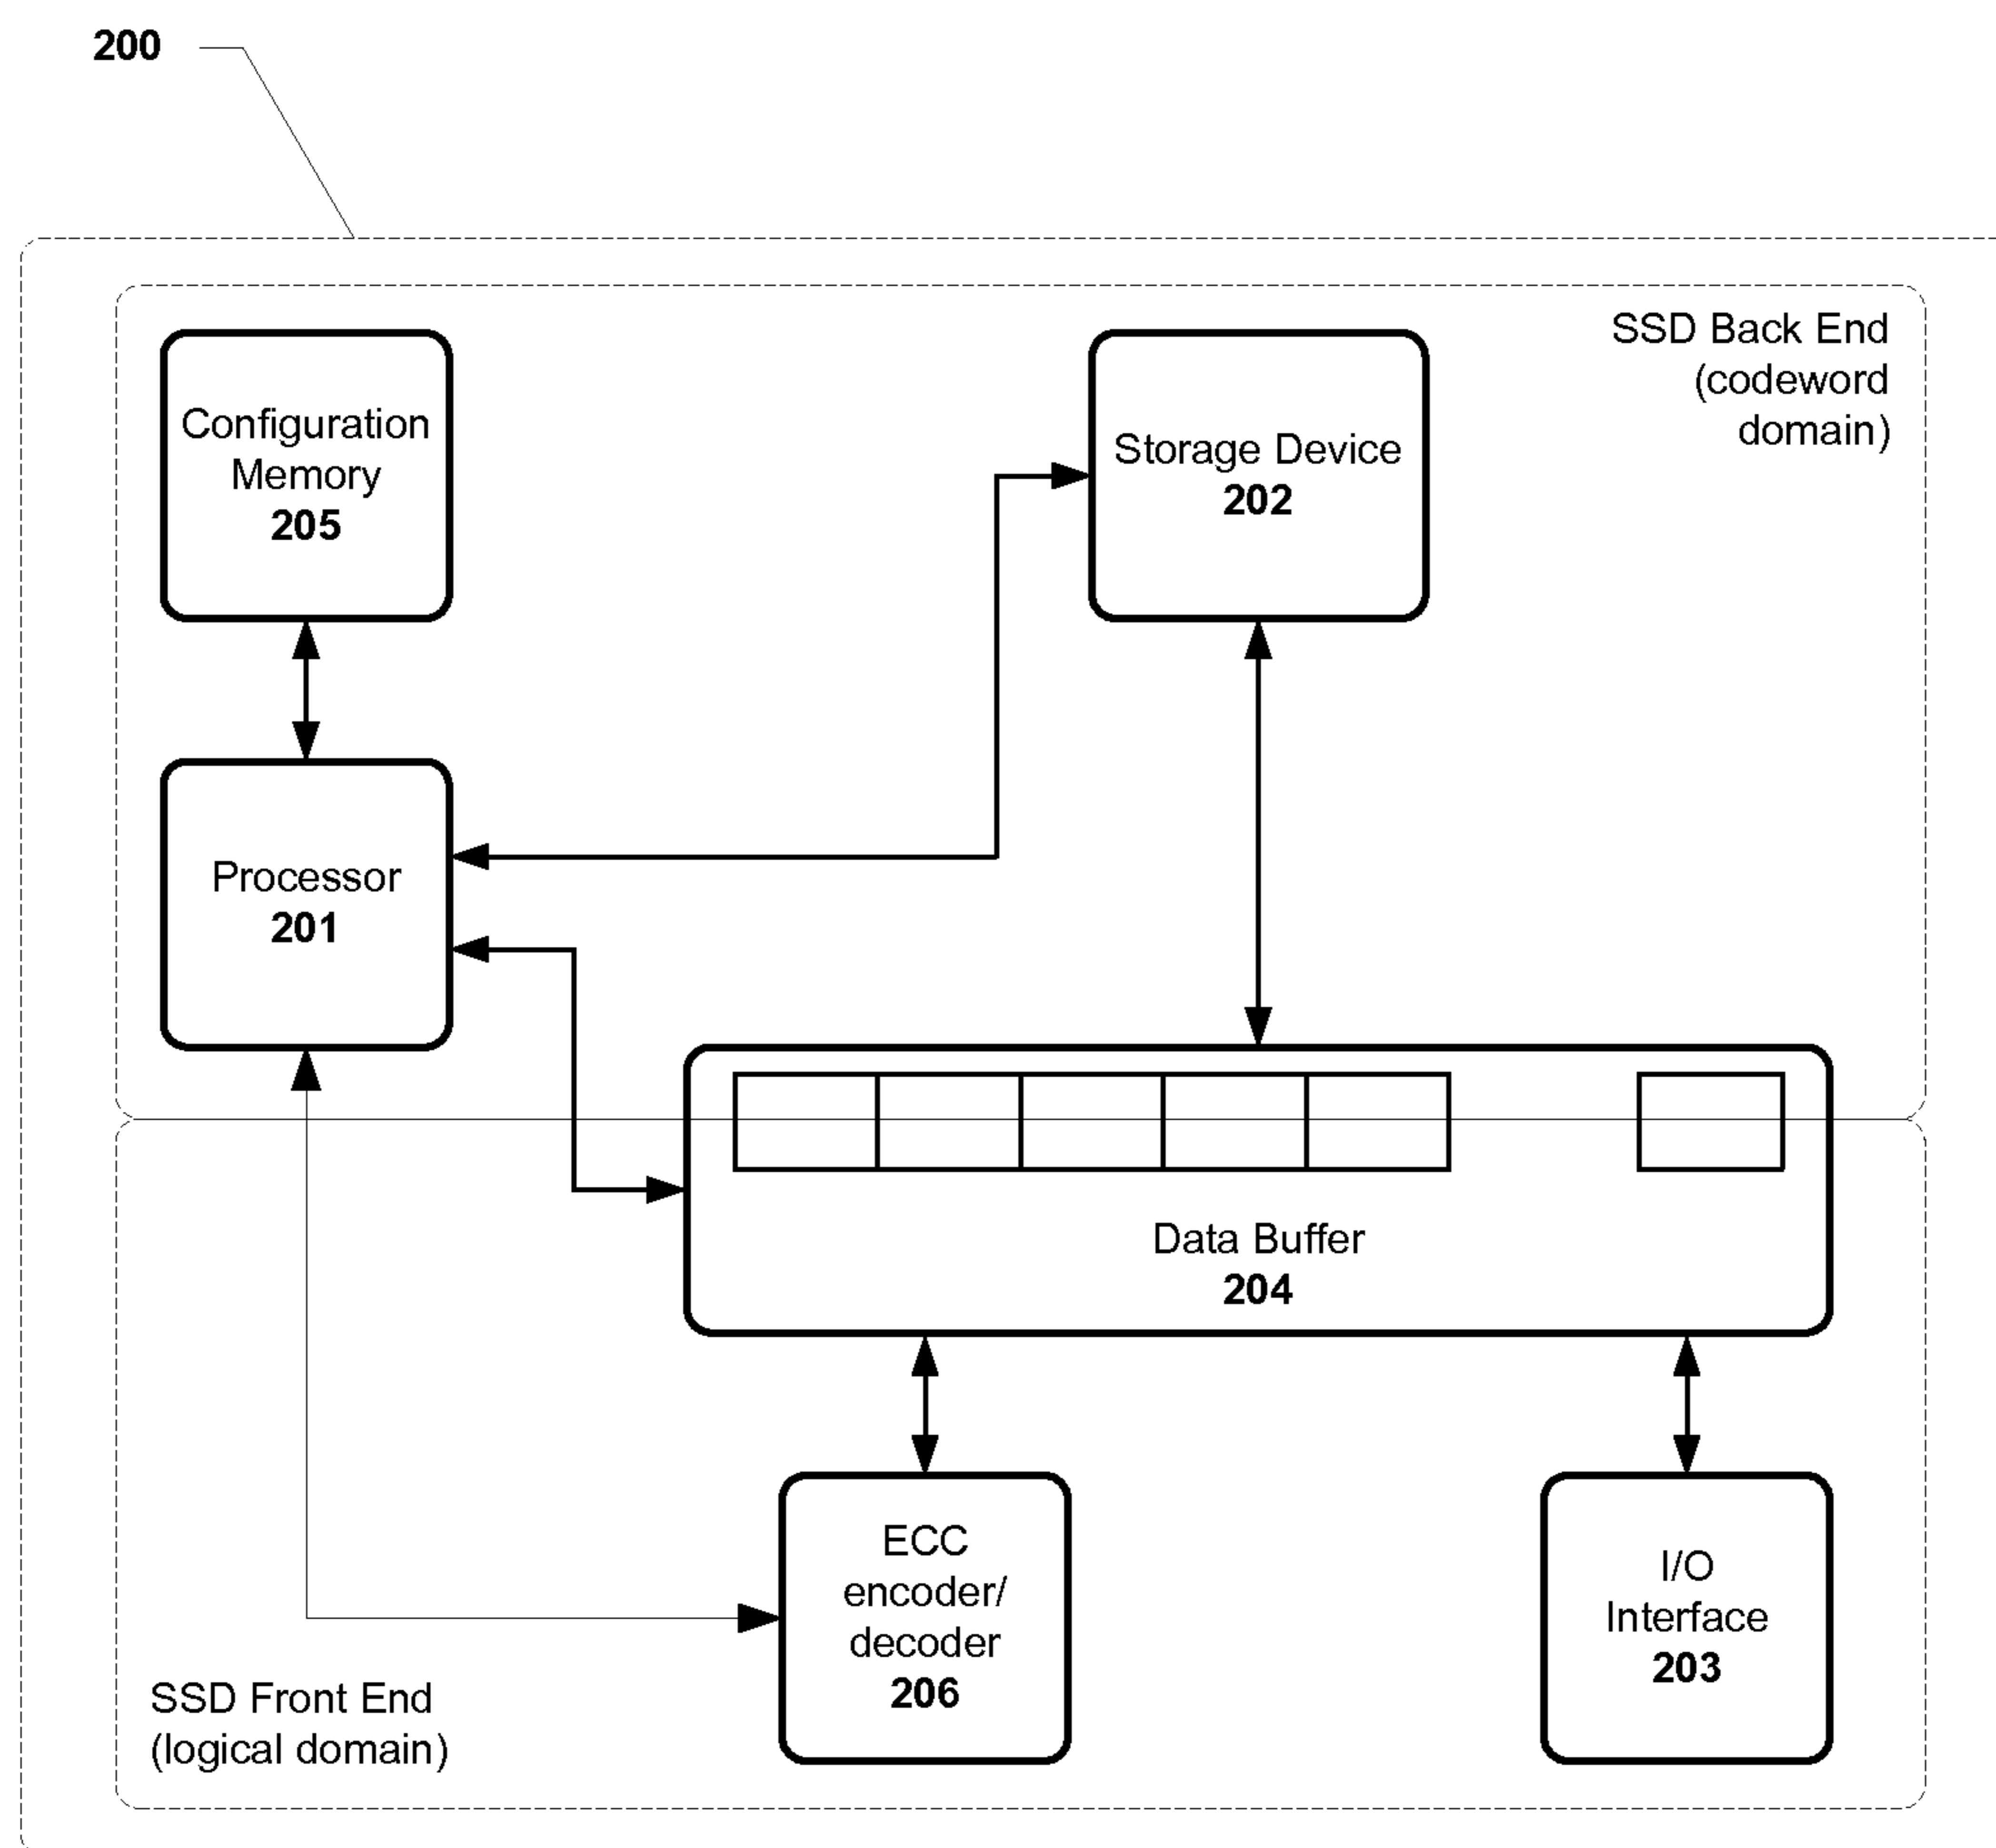 200
SSD Back End
(codeword
domain)
Configuration
Memory
205
Storage Device
202
Processor
201
Data Buffer
204
ECC
encoder/
decoder
206
I/O
Interface
203
SSD Front End
(logical domain)